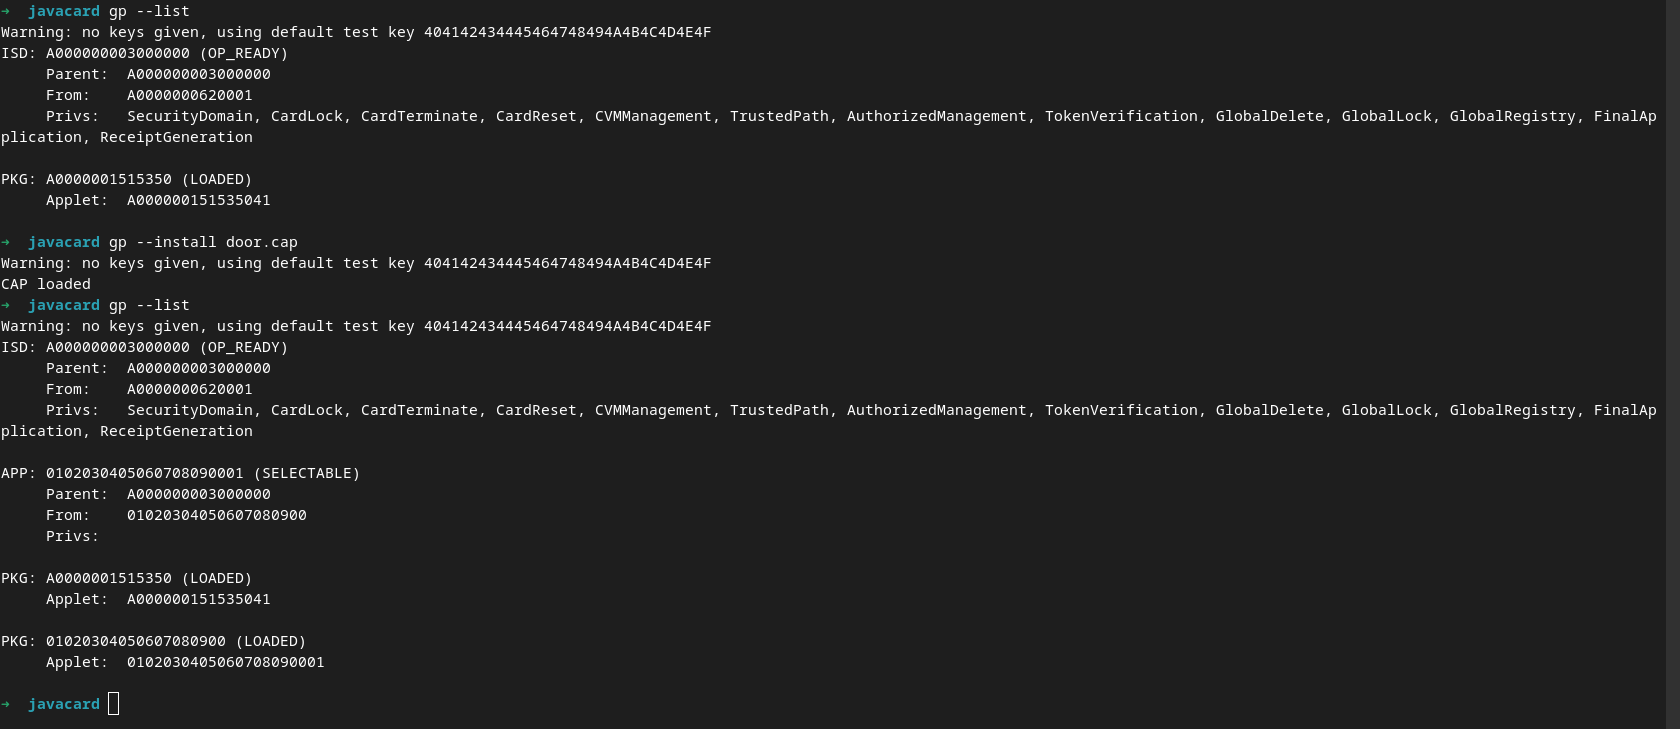 → javacard gp --list
Warning: no keys given, using default test key 404142434445464748494A4B4C4D4E4F
ISD: A000000003000000 (OP_READY)
Parent: A000000003000000
From: A0000000620001
Privs: SecurityDomain, CardLock, CardTerminate, CardReset, CVMManagement, TrustedPath, AuthorizedManagement, TokenVerification, GlobalDelete, GlobalLock, GlobalRegistry, FinalAp
plication, ReceiptGeneration
PKG: A0000001515350 (LOADED)
Applet: A000000151535041
→ javacard gp --install door.cap
Warning: no keys given, using default test key 404142434445464748494A4B4C4D4E4F
CAP loaded
→ javacard gp --list
Warning: no keys given, using default test key 404142434445464748494A4B4C4D4E4F
ISD: A000000003000000 (OP_READY)
Parent: A000000003000000
From: A0000000620001
Privs: SecurityDomain, CardLock, CardTerminate, CardReset, CVMManagement, TrustedPath, AuthorizedManagement, TokenVerification, GlobalDelete, GlobalLock, GlobalRegistry, FinalAp
plication, ReceiptGeneration
APP: 0102030405060708090001 (SELECTABLE)
Parent: A000000003000000
From: 01020304050607080900
Privs:
PKG: A0000001515350 (LOADED)
Applet: A000000151535041
PKG: 01020304050607080900 (LOADED)
Applet: 0102030405060708090001
→ javacard